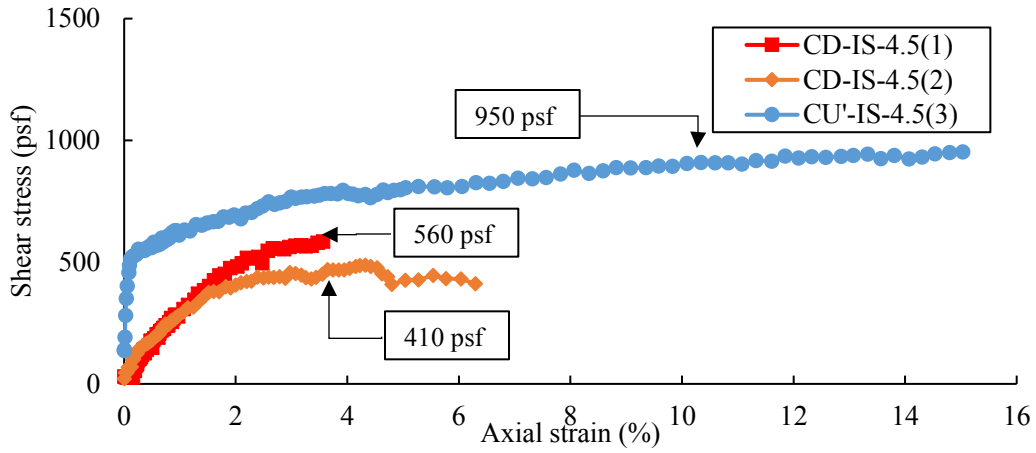 1500
1000
500
0
Shear stress (psf)
CD-IS-4.5(1)
CD-IS-4.5(2)
CU'-IS-4.5(3)
950 psf
560 psf
410 psf
0 2 4 6 8 10 12 14 16
Axial strain (%)